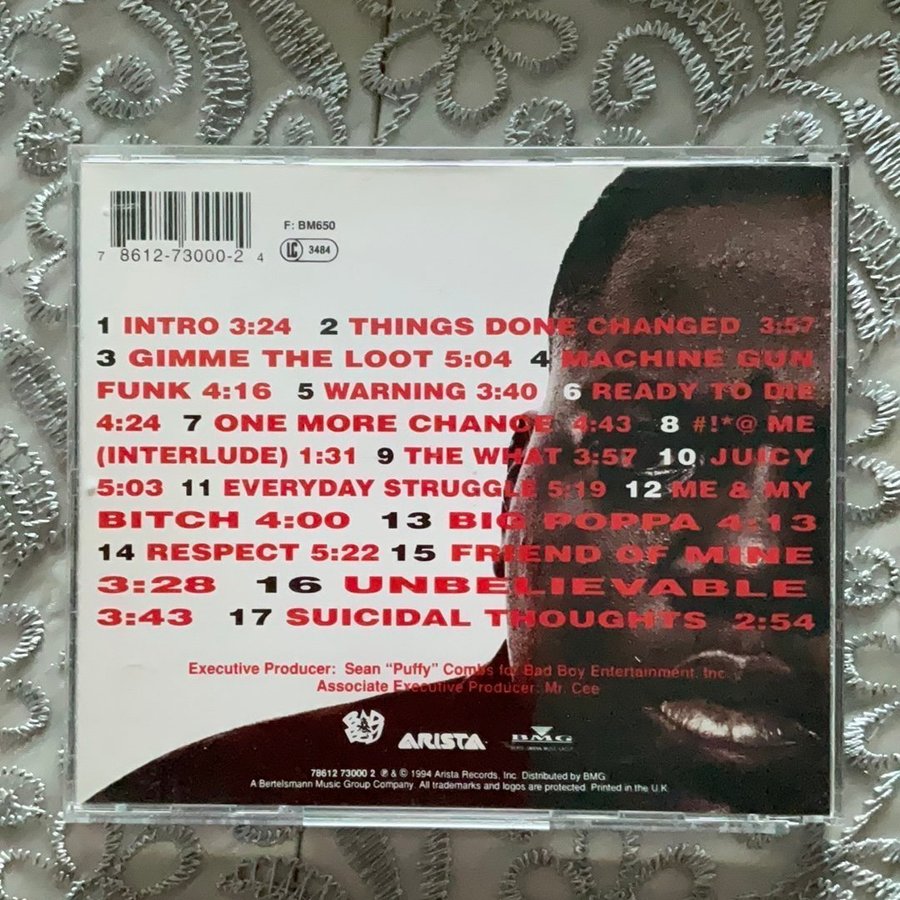 F: BM650
LC 3484
7 8612-73000-2 4
1 INTRO 3:24 2 THINGS DONE CHANGED 3:57
3 GIMME THE LOOT 5:04 4 MACHINE GUN
FUNK 4:16 5 WARNING 3:40 6 READY TO DIE
4:24 7 ONE MORE CHANCE 4:43 8 #!*@ ME
(INTERLUDE) 1:31 9 THE WHAT 3:57 10 JUICY
5:03 11 EVERYDAY STRUGGLE 5:19 12 ME & MY
BITCH 4:00 13 BIG POPPA 4:13
14 RESPECT 5:22 15 FRIEND OF MINE
3:28 16 UNBELIEVABLE
3:43 17 SUICIDAL THOUGHTS 2:54
Executive Producer: Sean "Puffy" Combs for Bad Boy Entertainment, Inc.
Associate Executive Producer: Mr. Cee
BAD BOY ARISTA BMG
78612 73000 2 ℗ & © 1994 Arista Records, Inc. Distributed by BMG
A Bertelsmann Music Group Company. All trademarks and logos are protected. Printed in the U.K.